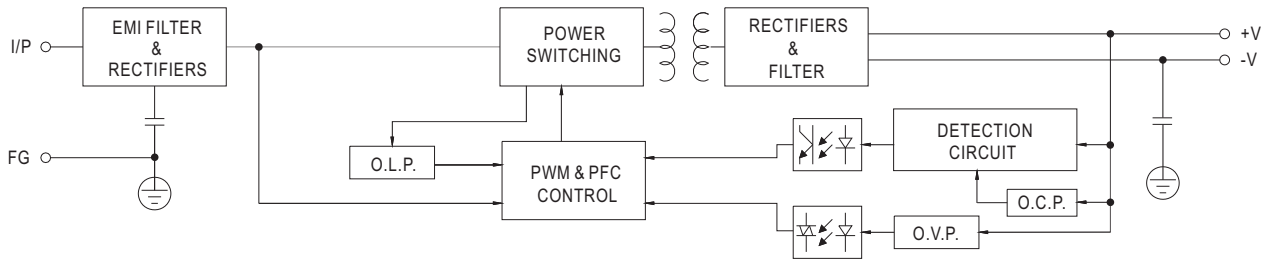 I/P
EMI FILTER
&
RECTIFIERS
POWER
SWITCHING
RECTIFIERS
&
FILTER
+V
-V
FG
O.L.P.
PWM & PFC
CONTROL
DETECTION
CIRCUIT
O.C.P.
O.V.P.